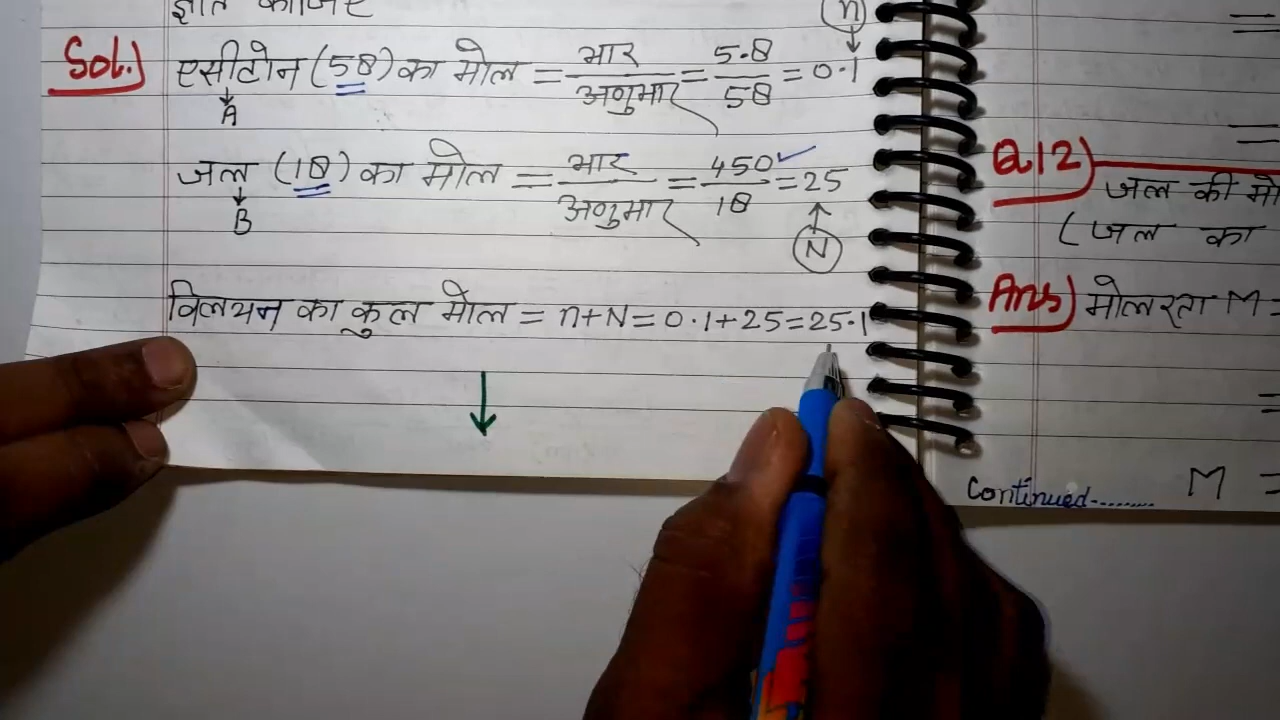 ज्ञात कीजिए
Sol.) एसीटोन (58) का मोल = भार / अणुभार = 5.8 / 58 = 0.1
A
n
जल (18) का मोल = भार / अणुभार = 450 / 18 = 25
B
N
विलयन का कुल मोल = n+N = 0.1+25 = 25.1
Q.12)
जल की मो
(जल का
Ans) मोलरता M =
M =
Continued........